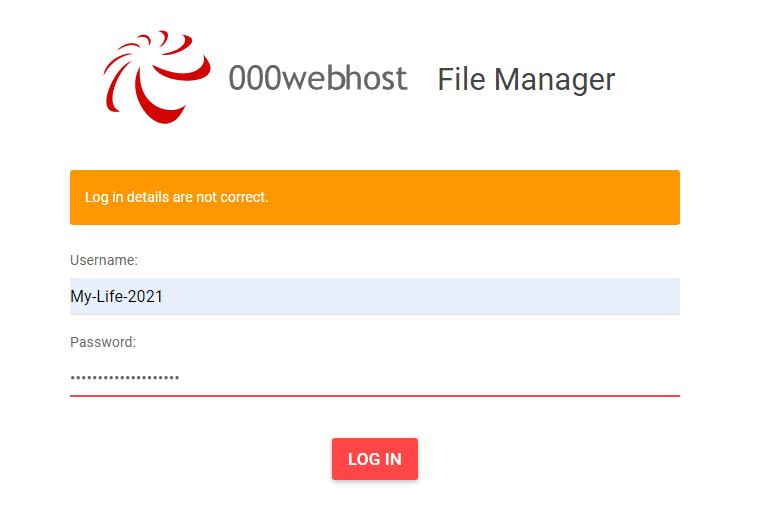 000webhost File Manager
Log in details are not correct.
Username:
My-Life-2021
Password:
••••••••••••••••••••
LOG IN